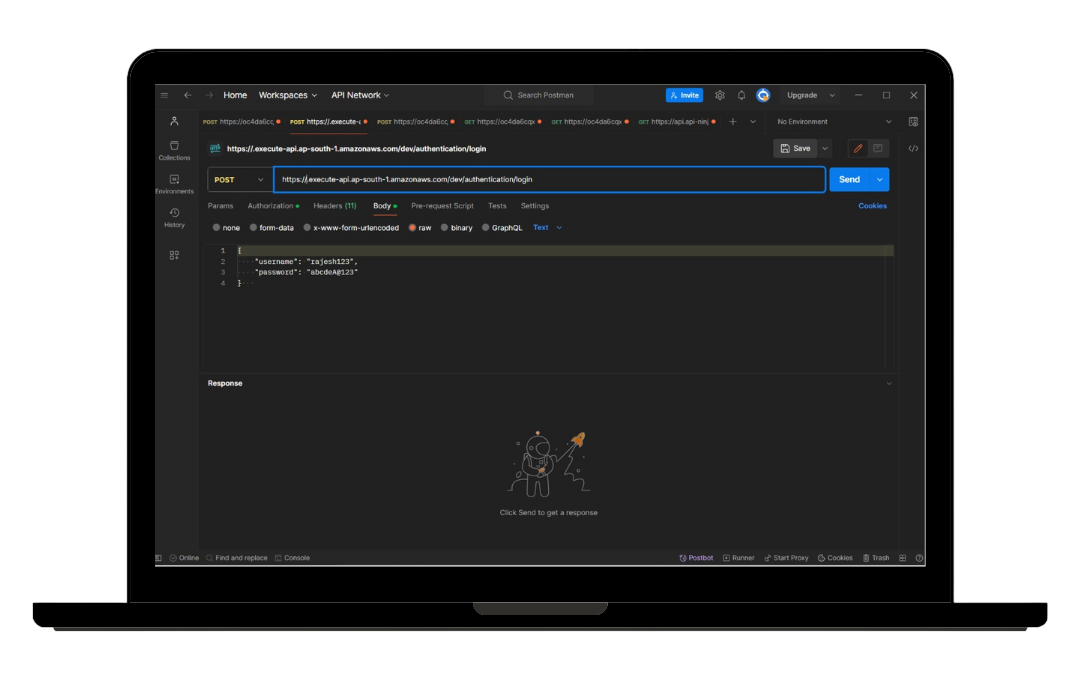 Home Workspaces API Network Search Postman Invite Upgrade
POST https://oc4da6cc POST https://.execute-a POST https://oc4da6cc, GET https://oc4da6cqx GET https://oc4da6cqx GET https://api.api-ninj No Environment
https://.execute-api.ap-south-1.amazonaws.com/dev/authentication/login Save
POST https://.execute-api.ap-south-1.amazonaws.com/dev/authentication/login Send
Params Authorization Headers (11) Body Pre-request Script Tests Settings Cookies
none form-data x-www-form-urlencoded raw binary GraphQL Text
Collections
Environments
History
1 {
2 "username": "rajesh123",
3 "password": "abcdeA@123"
4 }
Response
Click Send to get a response
Online Find and replace Console Postbot Runner Start Proxy Cookies Trash